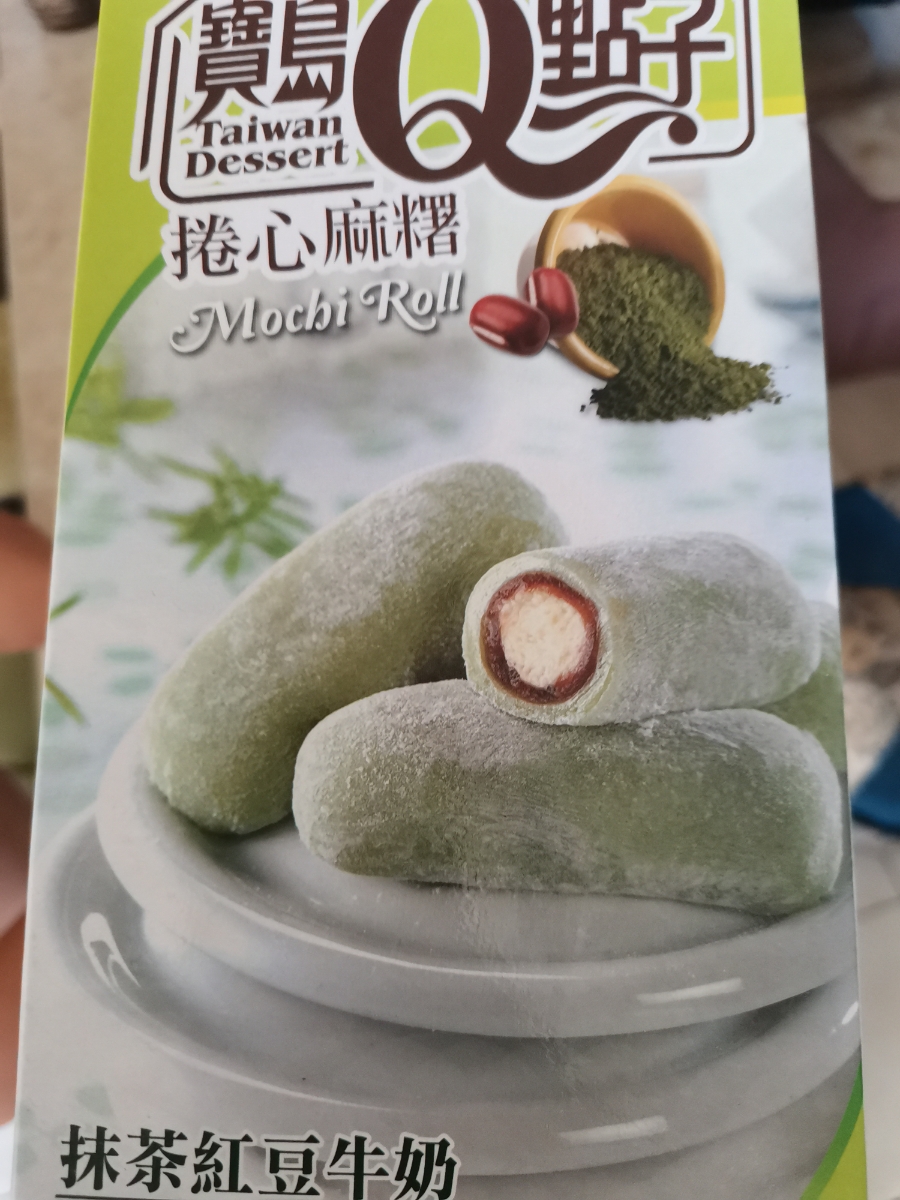 寶島Q點子
Taiwan
Dessert
捲心麻糬
Mochi Roll
抹茶紅豆牛奶